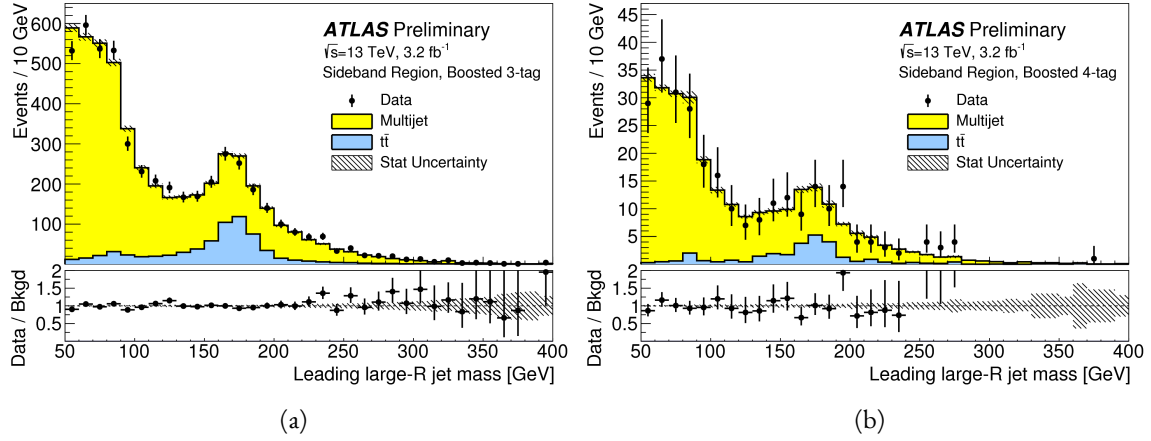 Events / 10 GeV
600
500
400
300
200
100
ATLAS Preliminary
√s=13 TeV, 3.2 fb-1
Sideband Region, Boosted 3-tag
Data
Multijet
tt̄
Stat Uncertainty
Data / Bkgd
2
1.5
1
0.5
50 100 150 200 250 300 350 400
Leading large-R jet mass [GeV]
(a)
Events / 10 GeV
45
40
35
30
25
20
15
10
5
ATLAS Preliminary
√s=13 TeV, 3.2 fb-1
Sideband Region, Boosted 4-tag
Data
Multijet
tt̄
Stat Uncertainty
Data / Bkgd
2
1.5
1
0.5
50 100 150 200 250 300 350 400
Leading large-R jet mass [GeV]
(b)